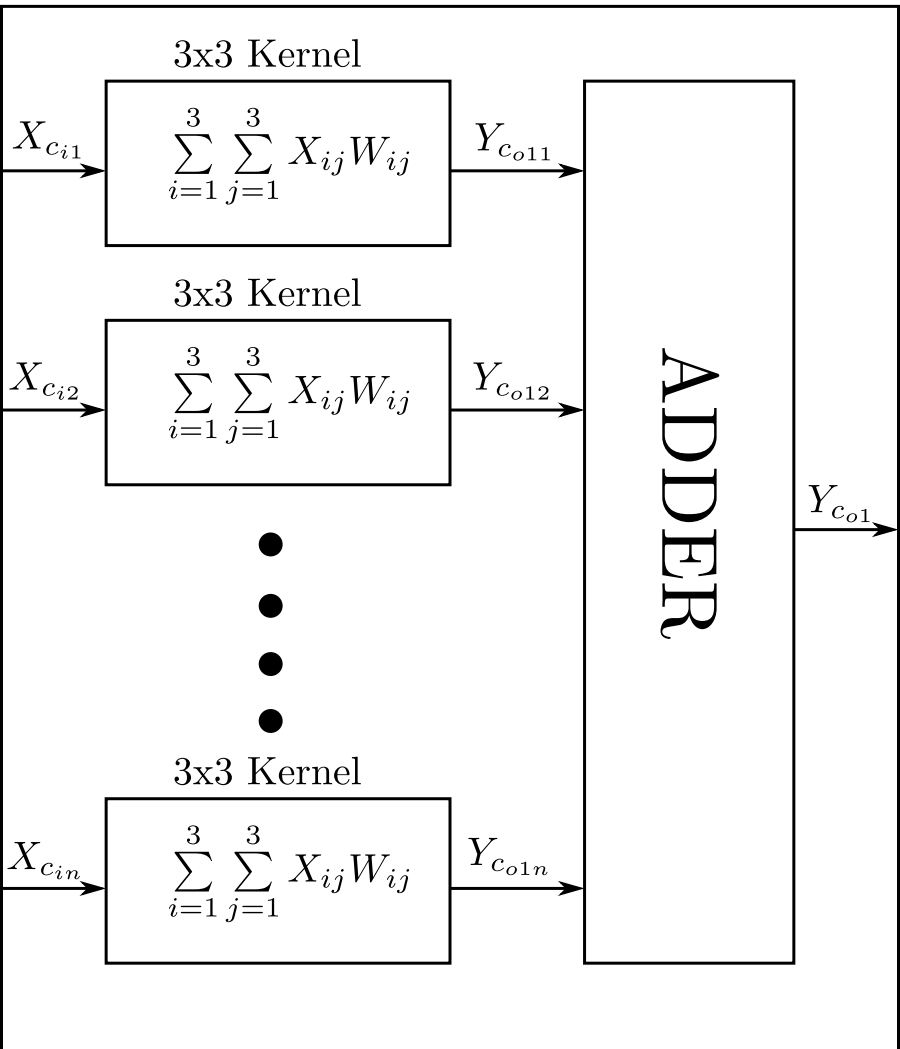 3x3 Kernel
$X_{c_{i1}}$ $\sum_{i=1}^{3} \sum_{j=1}^{3} X_{ij} W_{ij}$ $Y_{c_{o11}}$
3x3 Kernel
$X_{c_{i2}}$ $\sum_{i=1}^{3} \sum_{j=1}^{3} X_{ij} W_{ij}$ $Y_{c_{o12}}$
ADDER
$Y_{c_{o1}}$
3x3 Kernel
$X_{c_{in}}$ $\sum_{i=1}^{3} \sum_{j=1}^{3} X_{ij} W_{ij}$ $Y_{c_{o1n}}$